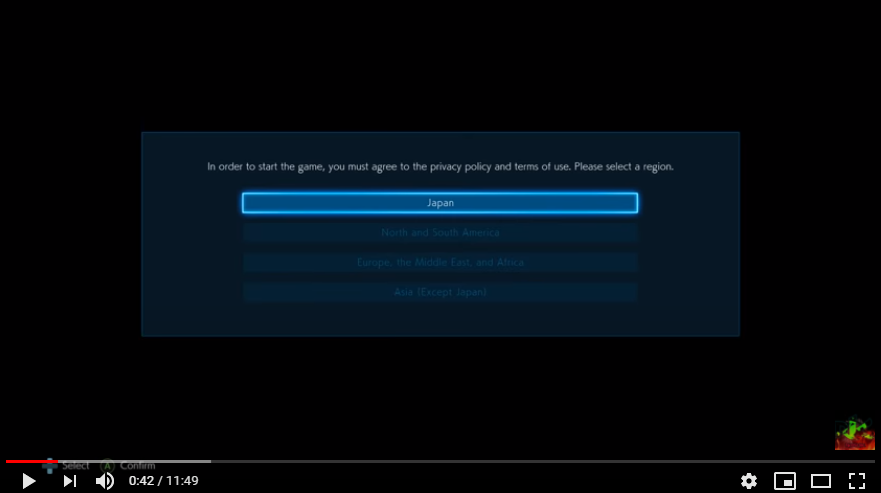 In order to start the game, you must agree to the privacy policy and terms of use. Please select a region.
Japan
North and South America
Europe, the Middle East, and Africa
Asia (Except Japan)
Select A Confirm
0:42 / 11:49